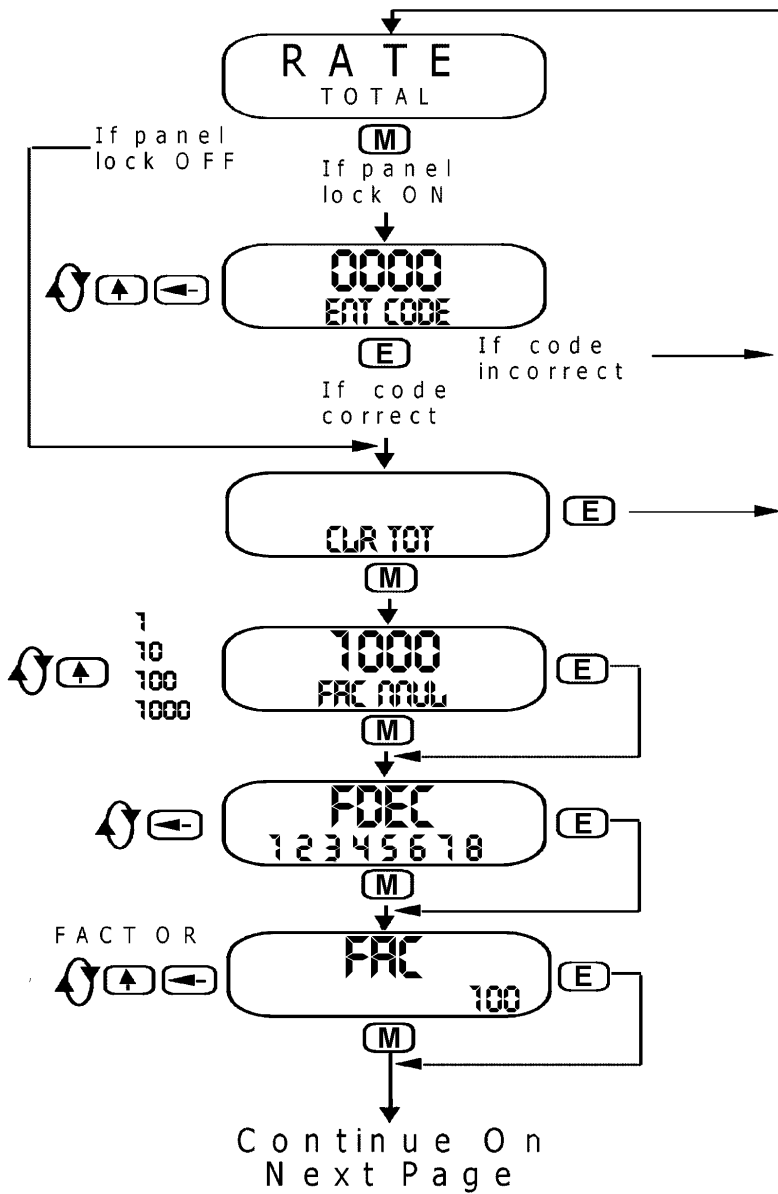 RATE
TOTAL
If panel
lock OFF
M
If panel
lock ON
0000
ENT CODE
E
If code
incorrect
If code
correct
CLR TOT
E
M
1
10
100
1000
1000
FAC MUL
E
M
FDEC
12345678
E
M
FACTOR
FAC
100
E
M
Continue On
Next Page